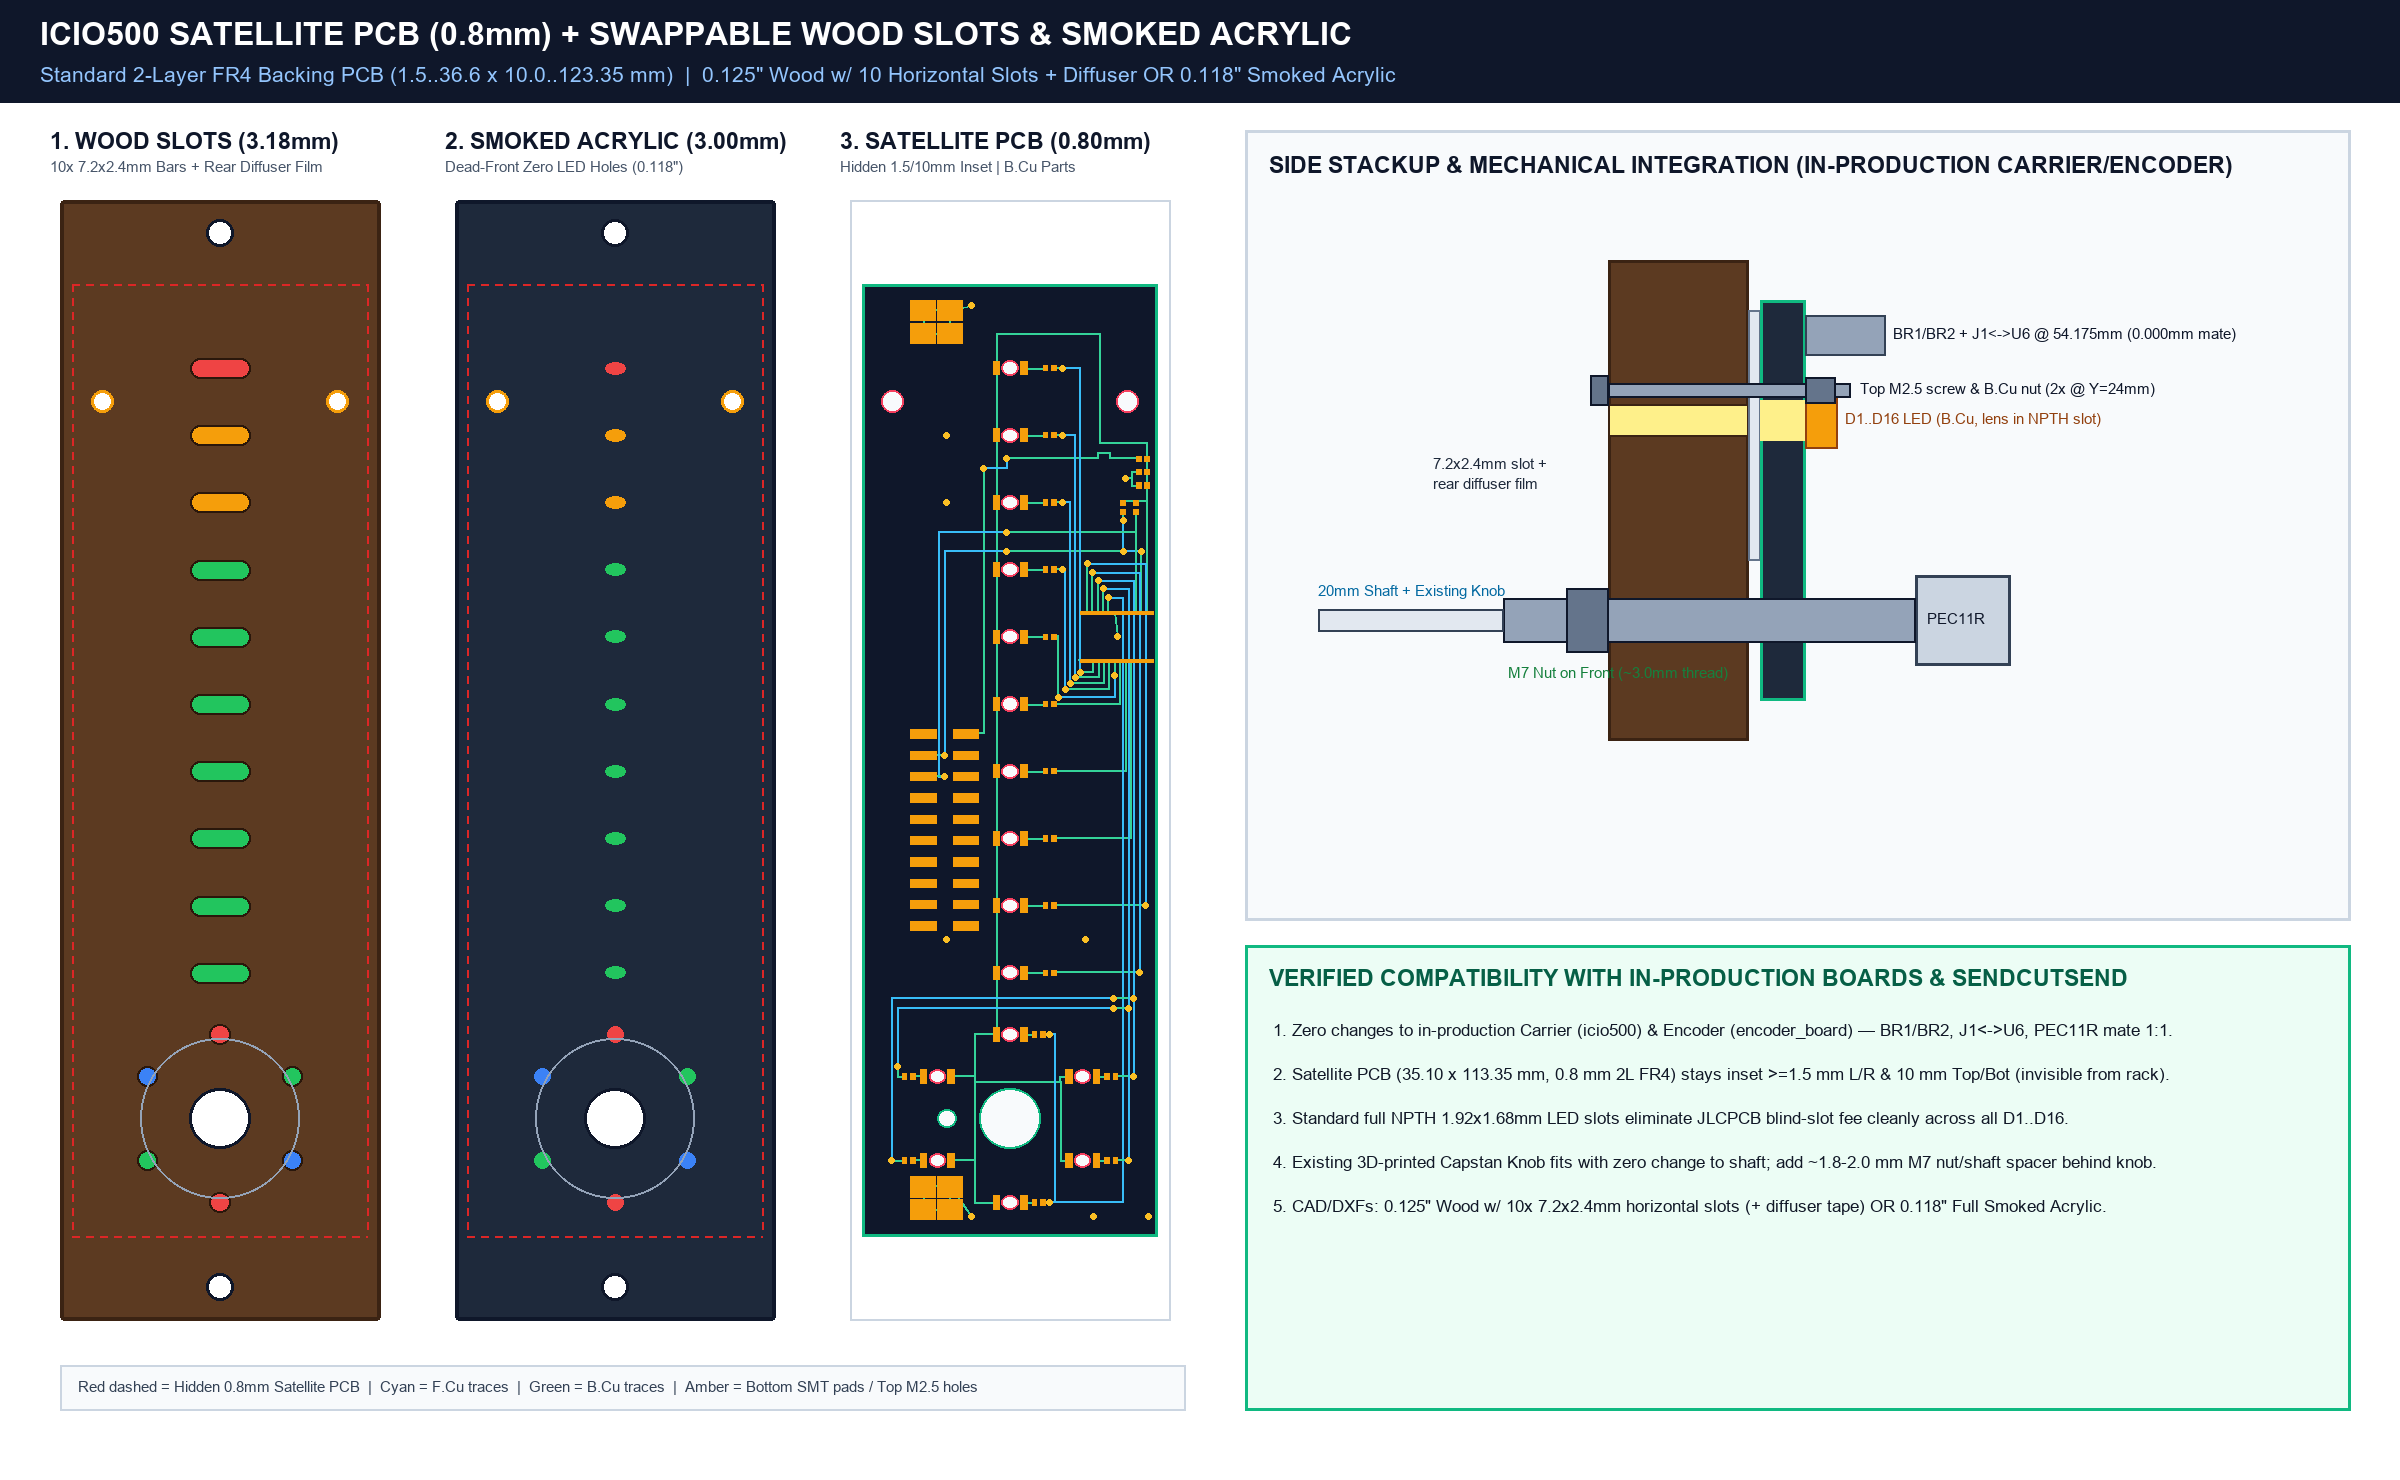 ICIO500 SATELLITE PCB (0.8mm) + SWAPPABLE WOOD SLOTS & SMOKED ACRYLIC
Standard 2-Layer FR4 Backing PCB (1.5..36.6 x 10.0..123.35 mm)  |  0.125" Wood w/ 10 Horizontal Slots + Diffuser OR 0.118" Smoked Acrylic
1. WOOD SLOTS (3.18mm)
10x 7.2x2.4mm Bars + Rear Diffuser Film
2. SMOKED ACRYLIC (3.00mm)
Dead-Front Zero LED Holes (0.118")
3. SATELLITE PCB (0.80mm)
Hidden 1.5/10mm Inset | B.Cu Parts
SIDE STACKUP & MECHANICAL INTEGRATION (IN-PRODUCTION CARRIER/ENCODER)
BR1/BR2 + J1<->U6 @ 54.175mm (0.000mm mate)
Top M2.5 screw & B.Cu nut (2x @ Y=24mm)
D1..D16 LED (B.Cu, lens in NPTH slot)
7.2x2.4mm slot +
rear diffuser film
20mm Shaft + Existing Knob
PEC11R
M7 Nut on Front (~3.0mm thread)
VERIFIED COMPATIBILITY WITH IN-PRODUCTION BOARDS & SENDCUTSEND
1. Zero changes to in-production Carrier (icio500) & Encoder (encoder_board) — BR1/BR2, J1<->U6, PEC11R mate 1:1.
2. Satellite PCB (35.10 x 113.35 mm, 0.8 mm 2L FR4) stays inset >=1.5 mm L/R & 10 mm Top/Bot (invisible from rack).
3. Standard full NPTH 1.92x1.68mm LED slots eliminate JLCPCB blind-slot fee cleanly across all D1..D16.
4. Existing 3D-printed Capstan Knob fits with zero change to shaft; add ~1.8-2.0 mm M7 nut/shaft spacer behind knob.
5. CAD/DXFs: 0.125" Wood w/ 10x 7.2x2.4mm horizontal slots (+ diffuser tape) OR 0.118" Full Smoked Acrylic.
Red dashed = Hidden 0.8mm Satellite PCB  |  Cyan = F.Cu traces  |  Green = B.Cu traces  |  Amber = Bottom SMT pads / Top M2.5 holes